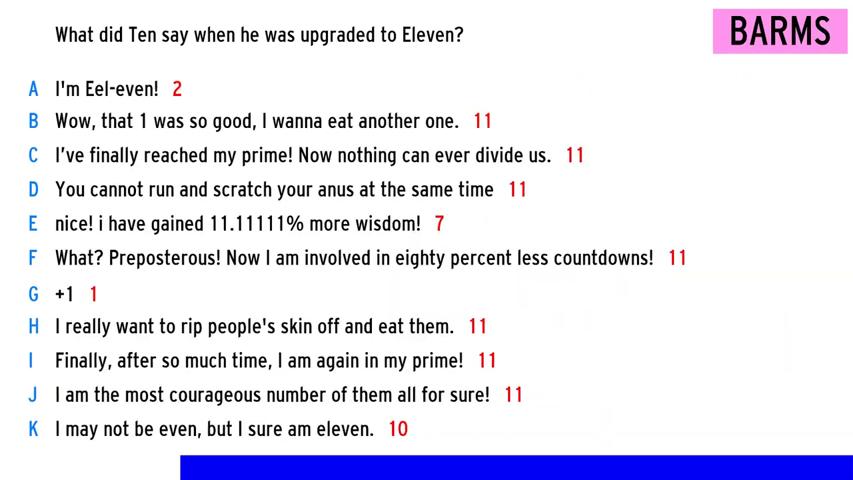 What did Ten say when he was upgraded to Eleven?
BARMS
A I'm Eel-even! 2
B Wow, that 1 was so good, I wanna eat another one. 11
C I've finally reached my prime! Now nothing can ever divide us. 11
D You cannot run and scratch your anus at the same time 11
E nice! i have gained 11.11111% more wisdom! 7
F What? Preposterous! Now I am involved in eighty percent less countdowns! 11
G +1 1
H I really want to rip people's skin off and eat them. 11
I Finally, after so much time, I am again in my prime! 11
J I am the most courageous number of them all for sure! 11
K I may not be even, but I sure am eleven. 10